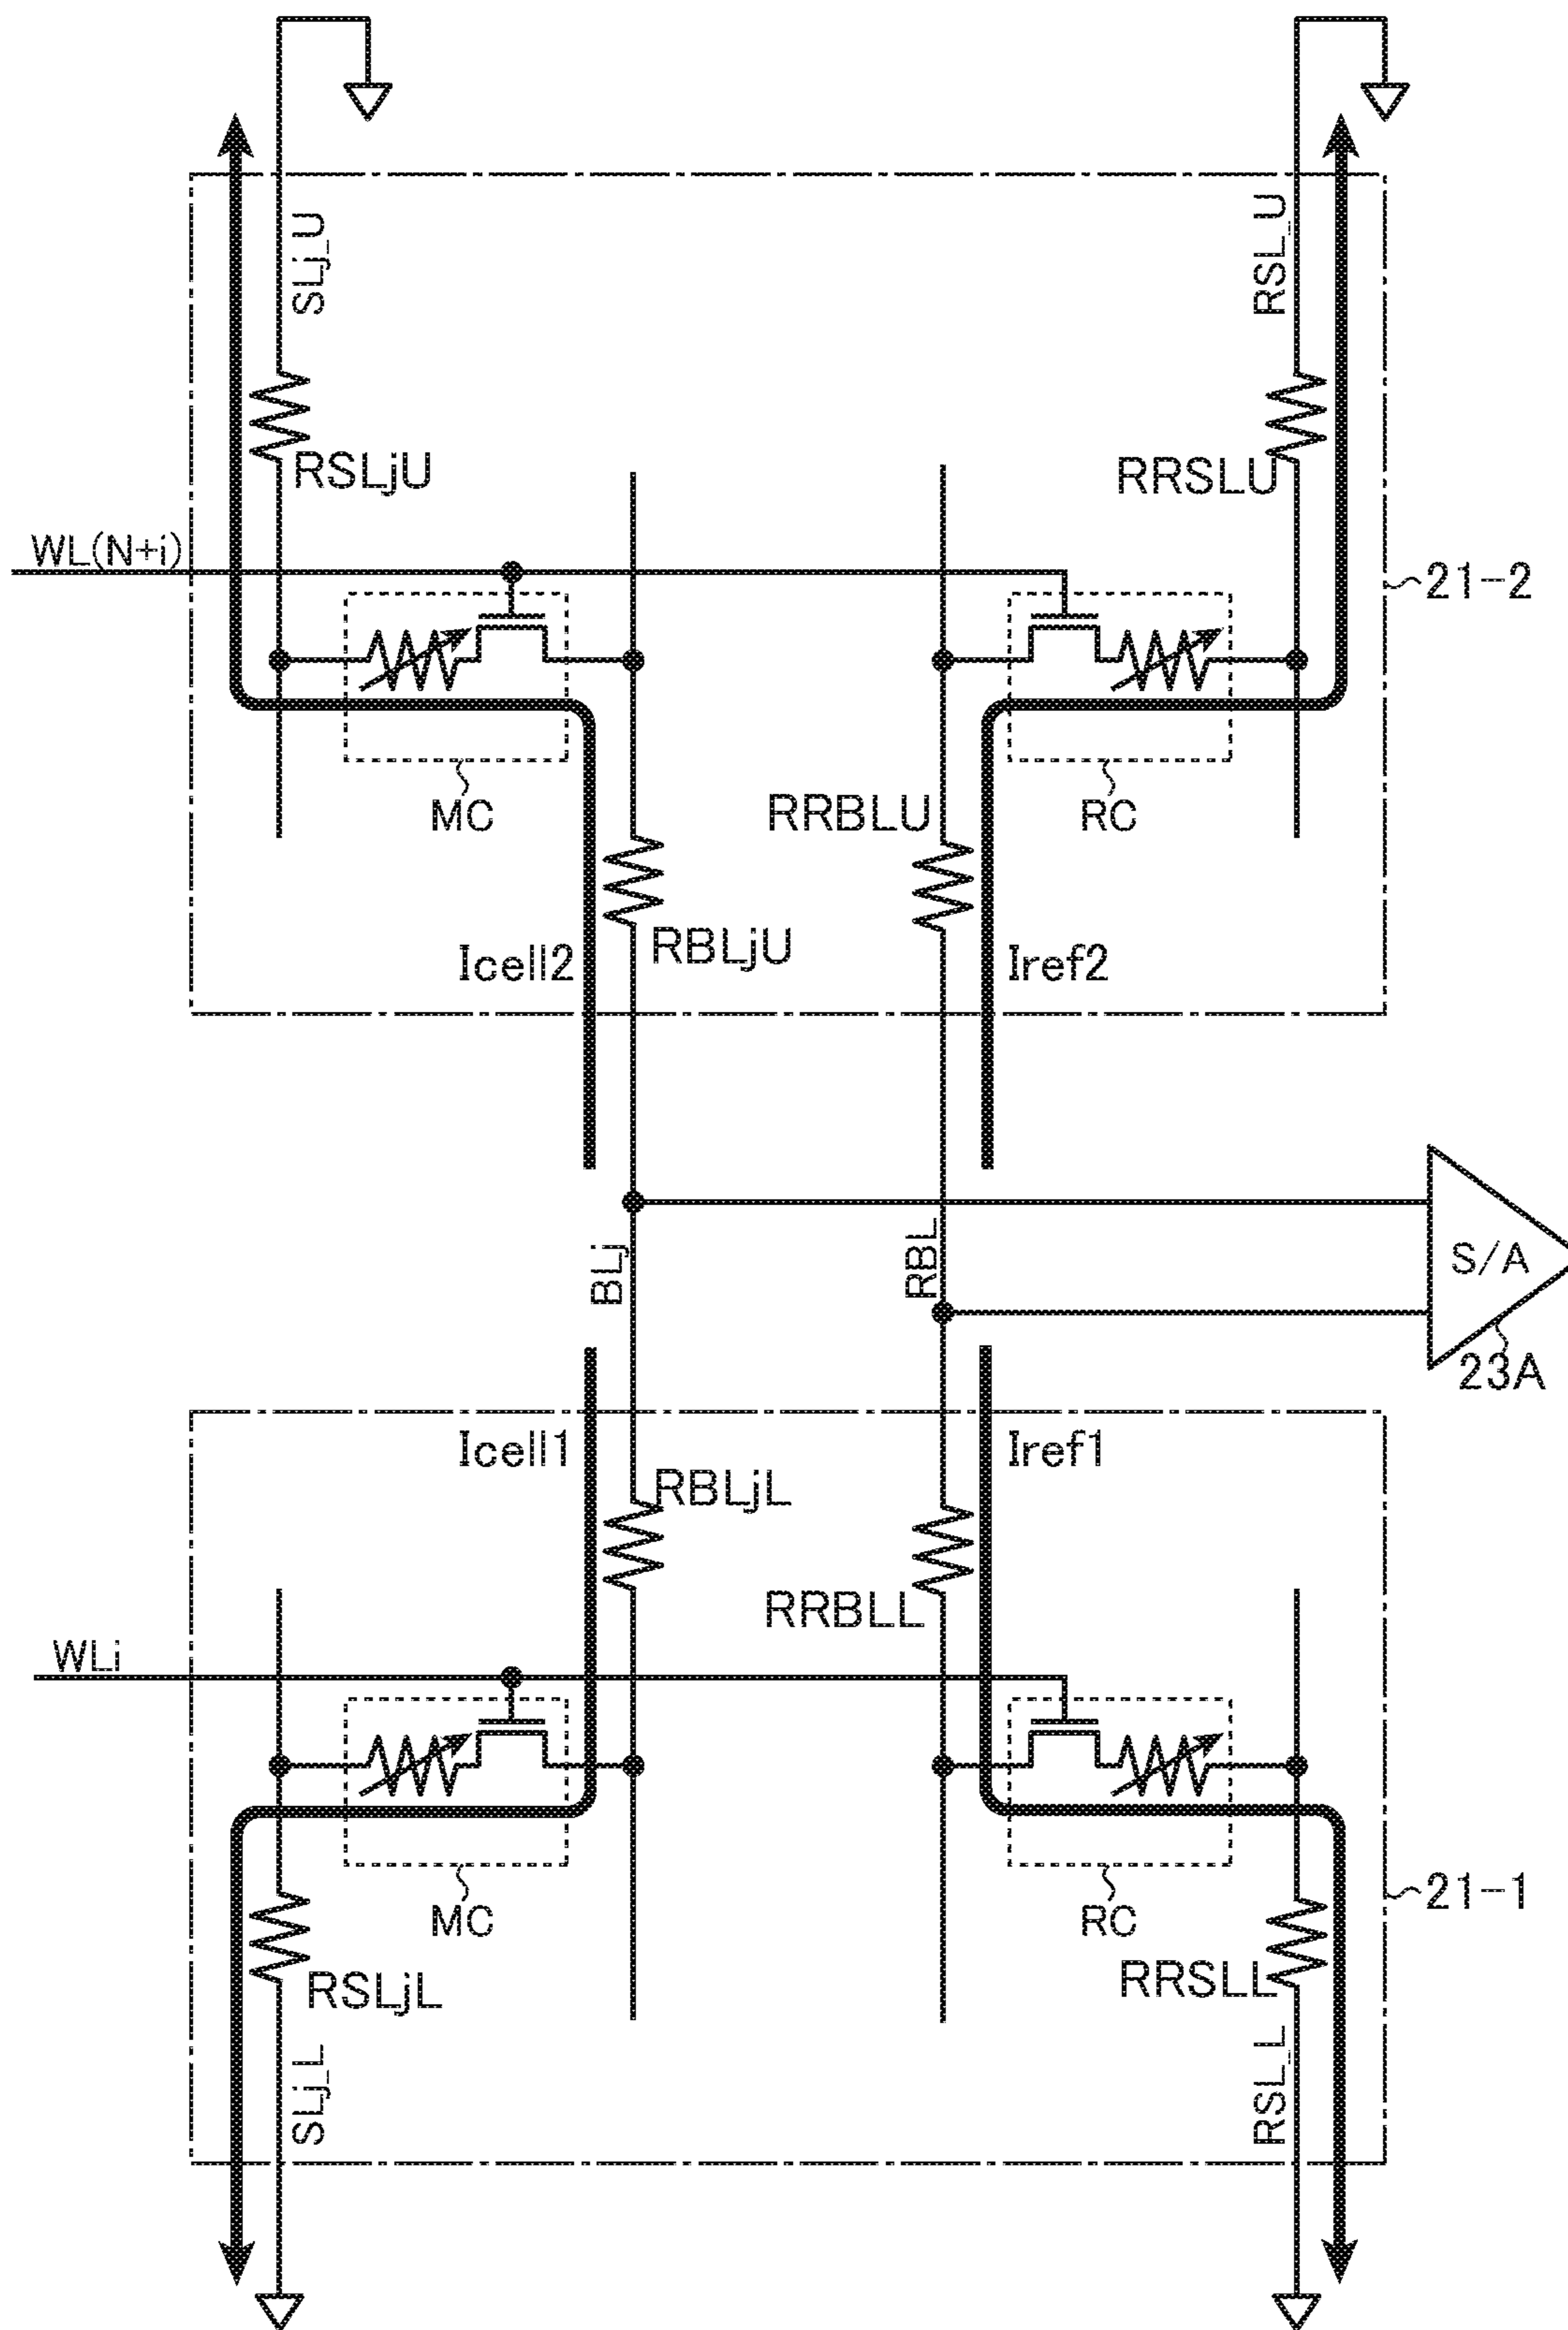 SLj_U
RSL_U
RSLjU
RRSLU
WL(N+i)
21-2
MC
RRBLU
RC
Icell2
RBLjU
Iref2
BLj
RBL
S/A
23A
Icell1
RBLjL
Iref1
RRBLL
WLi
MC
RC
21-1
RSLjL
RRSLL
SLj_L
RSL_L